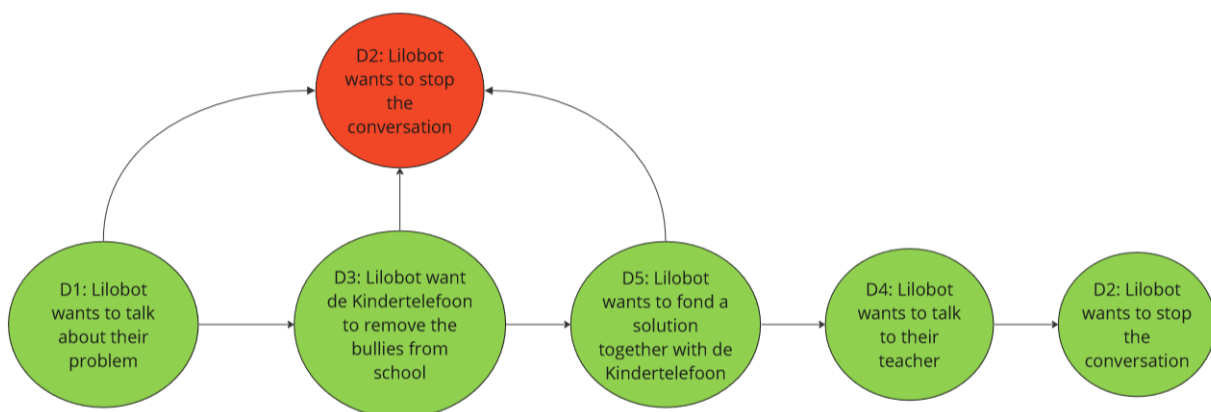 D2: Lilobot
wants to stop
the
conversation
D1: Lilobot
wants to talk
about their
problem
D3: Lilobot want
de Kindertelefoon
to remove the
bullies from
school
D5: Lilobot
wants to fond a
solution
together with de
Kindertelefoon
D4: Lilobot
wants to talk
to their
teacher
D2: Lilobot
wants to stop
the
conversation